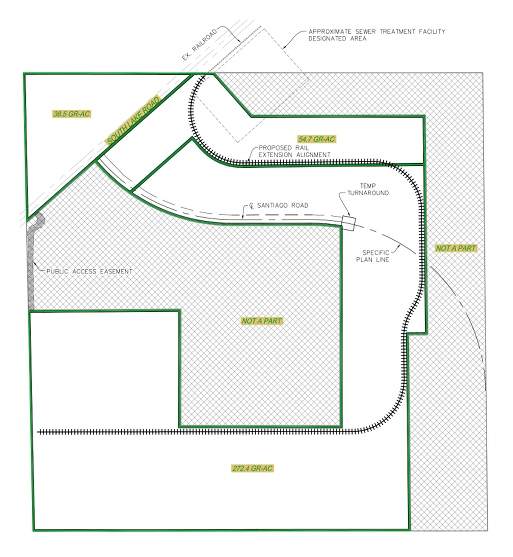 EX. RAILROAD
APPROXIMATE SEWER TREATMENT FACILITY
DESIGNATED AREA
38.5 GR-AC
SOUTH LAKE ROAD
54.7 GR-AC
PROPOSED RAIL
EXTENSION ALIGNMENT
TEMP
TURNAROUND
℄ SANTIAGO ROAD
SPECIFIC
PLAN LINE
NOT A PART
PUBLIC ACCESS EASEMENT
NOT A PART
272.4 GR-AC